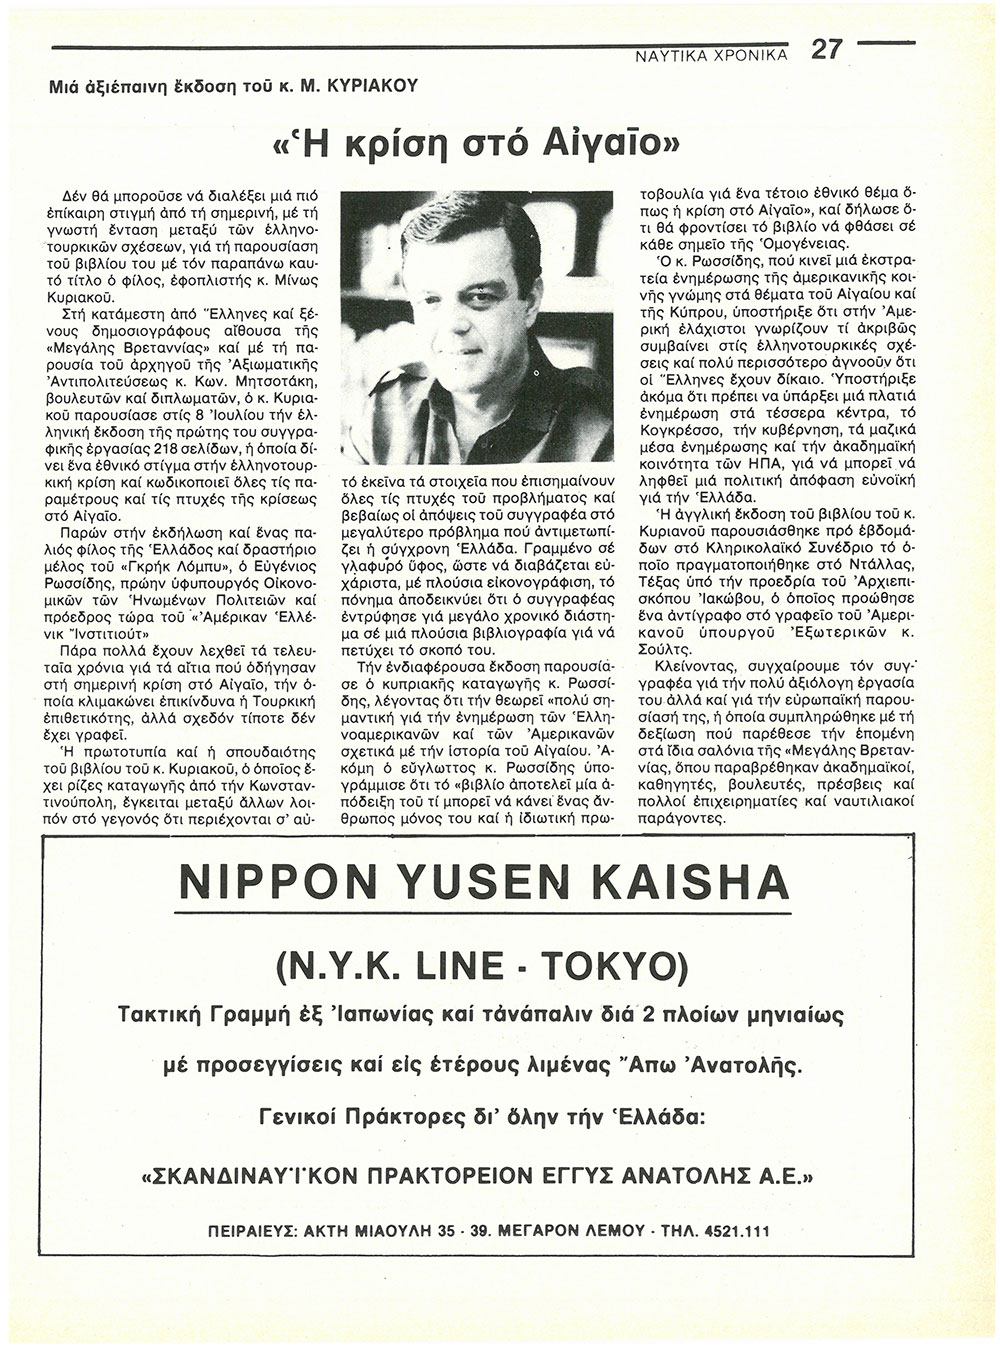 ΝΑΥΤΙΚΑ ΧΡΟΝΙΚΑ 27
Μιά ἀξιέπαινη ἔκδοση τοῦ κ. Μ. ΚΥΡΙΑΚΟΥ
«Ἡ κρίση στό Αἰγαῖο»
Δέν θά μποροῦσε νά διαλέξει μιά πιό
ἐπίκαιρη στιγμή ἀπό τή σημερινή, μέ τή
γνωστή ἔνταση μεταξύ τῶν ἑλληνο-
τουρκικῶν σχέσεων, γιά τή παρουσίαση
τοῦ βιβλίου του μέ τόν παραπάνω καυ-
τό τίτλο ὁ φίλος, ἐφοπλιστής κ. Μίνως
Κυριακοῦ.
Στή κατάμεστη ἀπό Ἕλληνες καί ξέ-
νους δημοσιογράφους αἴθουσα τῆς
«Μεγάλης Βρεταννίας» καί μέ τή πα-
ρουσία τοῦ ἀρχηγοῦ τῆς Ἀξιωματικῆς
Ἀντιπολιτεύσεως κ. Κων. Μητσοτάκη,
βουλευτῶν καί διπλωματῶν, ὁ κ. Κυρια-
κοῦ παρουσίασε στίς 8 Ἰουλίου τήν ἑλ-
ληνική ἔκδοση τῆς πρώτης του συγγρα-
φικῆς ἐργασίας 218 σελίδων, ἡ ὁποία δί-
νει ἕνα ἐθνικό στίγμα στήν ἑλληνοτουρ-
κική κρίση καί κωδικοποιεῖ ὅλες τίς πα-
ραμέτρους καί τίς πτυχές τῆς κρίσεως
στό Αἰγαῖο.
Παρών στήν ἐκδήλωση καί ἕνας πα-
λιός φίλος τῆς Ἑλλάδος καί δραστήριο
μέλος τοῦ «Γκρήκ Λόμπυ», ὁ Εὐγένιος
Ρωσσίδης, πρώην ὑφυπουργός Οἰκονο-
μικῶν τῶν Ἡνωμένων Πολιτειῶν καί
πρόεδρος τώρα τοῦ «Ἀμέρικαν Ἑλλέ-
νικ Ἴνστιτιούτ»
Πάρα πολλά ἔχουν λεχθεῖ τά τελευ-
ταῖα χρόνια γιά τά αἴτια πού ὁδήγησαν
στή σημερινή κρίση στό Αἰγαῖο, τήν ὁ-
ποία κλιμακώνει ἐπικίνδυνα ἡ Τουρκική
ἐπιθετικότης, ἀλλά σχεδόν τίποτε δέν
ἔχει γραφεῖ.
Ἡ πρωτοτυπία καί ἡ σπουδαιότης
τοῦ βιβλίου τοῦ κ. Κυριακοῦ, ὁ ὁποῖος ἔ-
χει ρίζες καταγωγῆς ἀπό τήν Κωνσταν-
τινούπολη, ἔγκειται μεταξύ ἄλλων λοι-
πόν στό γεγονός ὅτι περιέχονται σ' αὐ-
τό ἐκεῖνα τά στοιχεῖα που ἐπισημαίνουν
ὅλες τίς πτυχές τοῦ προβλήματος καί
βεβαίως οἱ ἀπόψεις τοῦ συγγραφέα στό
μεγαλύτερο πρόβλημα πού ἀντιμετωπί-
ζει ἡ σύγχρονη Ἑλλάδα. Γραμμένο σέ
γλαφυρό ὕφος, ὥστε νά διαβάζεται εὐ-
χάριστα, μέ πλούσια εἰκονογράφιση, τό
πόνημα ἀποδεικνύει ὅτι ὁ συγγραφέας
ἐντρύφησε γιά μεγάλο χρονικό διάστη-
μα σέ μιά πλούσια βιβλιογραφία γιά νά
πετύχει τό σκοπό του.
Τήν ἐνδιαφέρουσα ἔκδοση παρουσία-
σε ὁ κυπριακῆς καταγωγῆς κ. Ρωσσί-
δης, λέγοντας ὅτι τήν θεωρεῖ «πολύ ση-
μαντική γιά τήν ἐνημέρωση τῶν Ἑλλη-
νοαμερικανῶν καί τῶν Ἀμερικανῶν
σχετικά μέ τήν ἱστορία τοῦ Αἰγαίου. Ἀ-
κόμη ὁ εὔγλωττος κ. Ρωσσίδης ὑπο-
γράμμισε ὅτι τό «βιβλίο ἀποτελεῖ μία ἀ-
πόδειξη τοῦ τί μπορεῖ νά κάνει ἕνας ἄν-
θρωπος μόνος του καί ἡ ἰδιωτική πρω-
τοβουλία γιά ἕνα τέτοιο ἐθνικό θέμα ὅ-
πως ἡ κρίση στό Αἰγαῖο», καί δήλωσε ὅ-
τι θά φροντίσει τό βιβλίο νά φθάσει σέ
κάθε σημεῖο τῆς Ὁμογένειας.
Ὁ κ. Ρωσσίδης, πού κινεῖ μιά ἐκστρα-
τεία ἐνημέρωσης τῆς ἀμερικανικῆς κοι-
νῆς γνώμης στά θέματα τοῦ Αἰγαίου καί
τῆς Κύπρου, ὑποστήριξε ὅτι στήν Ἀμε-
ρική ἐλάχιστοι γνωρίζουν τί ἀκριβῶς
συμβαίνει στίς ἑλληνοτουρκικές σχέ-
σεις καί πολύ περισσότερο ἀγνοοῦν ὅτι
οἱ Ἕλληνες ἔχουν δίκαιο. Ὑποστήριξε
ἀκόμα ὅτι πρέπει να ὑπάρξει μιά πλατιά
ἐνημέρωση στά τέσσερα κέντρα, τό
Κογκρέσσο, τήν κυβέρνηση, τά μαζικά
μέσα ἐνημέρωσης καί τήν ἀκαδημαϊκή
κοινότητα τῶν ΗΠΑ, γιά νά μπορεῖ νά
ληφθεῖ μιά πολιτική ἀπόφαση εὐνοϊκή
γιά τήν Ἑλλάδα.
Ἡ ἀγγλική ἔκδοση τοῦ βιβλίου τοῦ κ.
Κυριανοῦ παρουσιάσθηκε πρό ἑβδομά-
δων στό Κληρικολαϊκό Συνέδριο τό ὁ-
ποῖο πραγματοποιήθηκε στό Ντάλλας,
Τέξας ὑπό τήν προεδρία τοῦ Ἀρχιεπι-
σκόπου Ἰακώβου, ὁ ὁποῖος προώθησε
ἕνα ἀντίγραφο στό γραφεῖο τοῦ Ἀμερι-
κανοῦ ὑπουργοῦ Ἐξωτερικῶν κ.
Σούλτς.
Κλείνοντας, συγχαίρουμε τόν συγ-
γραφέα γιά τήν πολύ ἀξιόλογη ἐργασία
του ἀλλά καί γιά τήν εὐρωπαϊκή παρου-
σίασή της, ἡ ὁποία συμπληρώθηκε μέ τή
δεξίωση πού παρέθεσε τήν ἑπομένη
στά ἴδια σαλόνια τῆς «Μεγάλης Βρεταν-
νίας, ὅπου παραβρέθηκαν ἀκαδημαϊκοί,
καθηγητές, βουλευτές, πρέσβεις καί
πολλοί ἐπιχειρηματίες καί ναυτιλιακοί
παράγοντες.
NIPPON YUSEN KAISHA
(N.Y.K. LINE - TOKYO)
Τακτική Γραμμή ἐξ Ἰαπωνίας καί τἀνάπαλιν διά 2 πλοίων μηνιαίως
μέ προσεγγίσεις καί εἰς ἑτέρους λιμένας Ἄπω Ἀνατολῆς.
Γενικοί Πράκτορες δι' ὅλην τήν Ἑλλάδα:
«ΣΚΑΝΔΙΝΑΥΪΚΟΝ ΠΡΑΚΤΟΡΕΙΟΝ ΕΓΓΥΣ ΑΝΑΤΟΛΗΣ Α.Ε.»
ΠΕΙΡΑΙΕΥΣ: ΑΚΤΗ ΜΙΑΟΥΛΗ 35 - 39. ΜΕΓΑΡΟΝ ΛΕΜΟΥ - ΤΗΛ. 4521.111